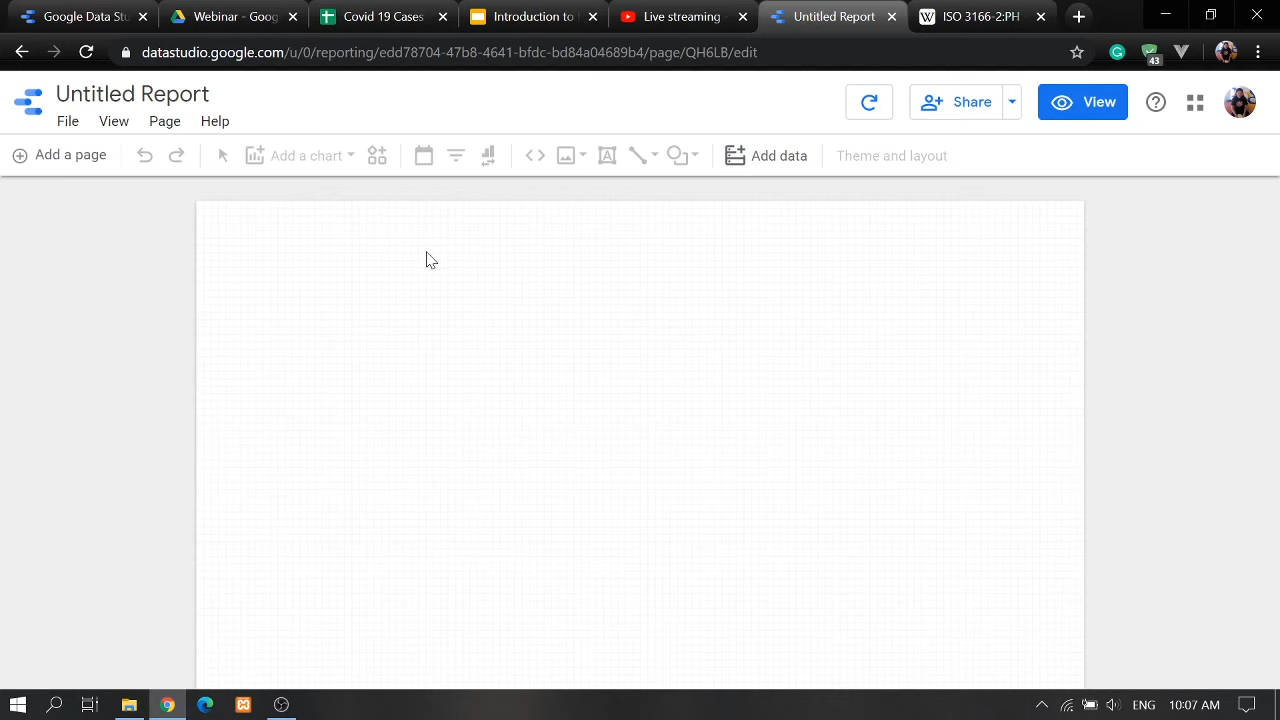 Google Data Stu
Webinar - Goog
Covid 19 Cases
Introduction to
Live streaming
Untitled Report
W
ISO 3166-2:PH
datastudio.google.com/u/0/reporting/edd78704-47b8-4641-bfdc-bd84a04689b4/page/QH6LB/edit
43
Untitled Report
File View Page Help
Share
View
Add a page
Add a chart
Add data
Theme and layout
ENG
10:07 AM